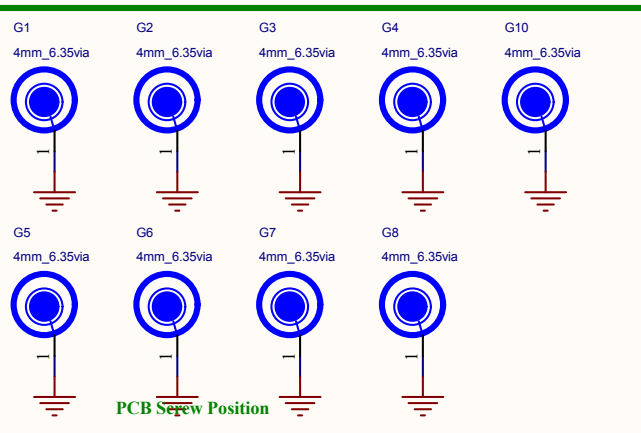 G1 G2 G3 G4 G10
4mm_6.35via 4mm_6.35via 4mm_6.35via 4mm_6.35via 4mm_6.35via
1 1 1 1 1
G5 G6 G7 G8
4mm_6.35via 4mm_6.35via 4mm_6.35via 4mm_6.35via
1 1 1 1
PCB Screw Position